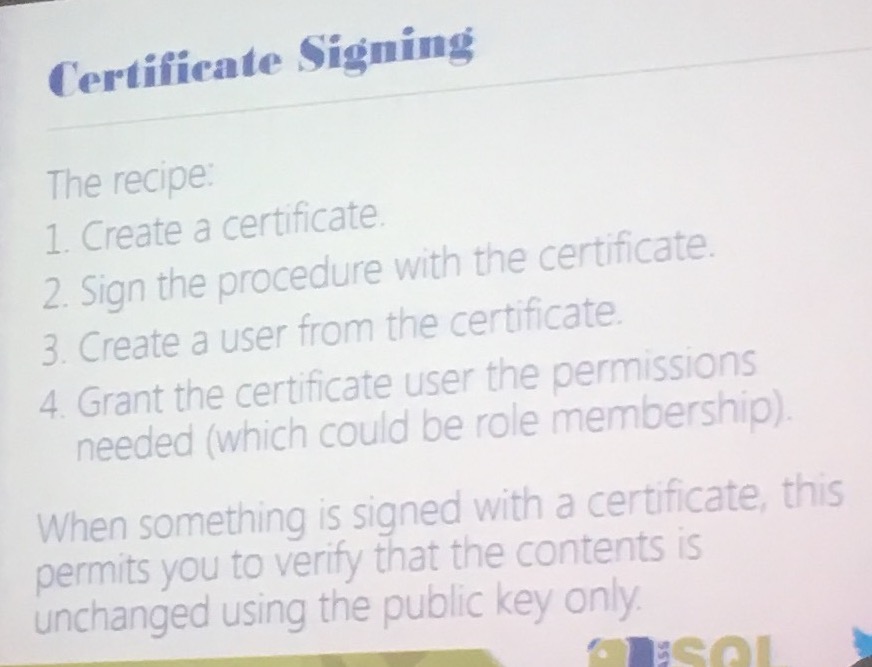 Certificate Signing
The recipe:
1. Create a certificate.
2. Sign the procedure with the certificate.
3. Create a user from the certificate.
4. Grant the certificate user the permissions
needed (which could be role membership).
When something is signed with a certificate, this
permits you to verify that the contents is
unchanged using the public key only.
PASS SQL